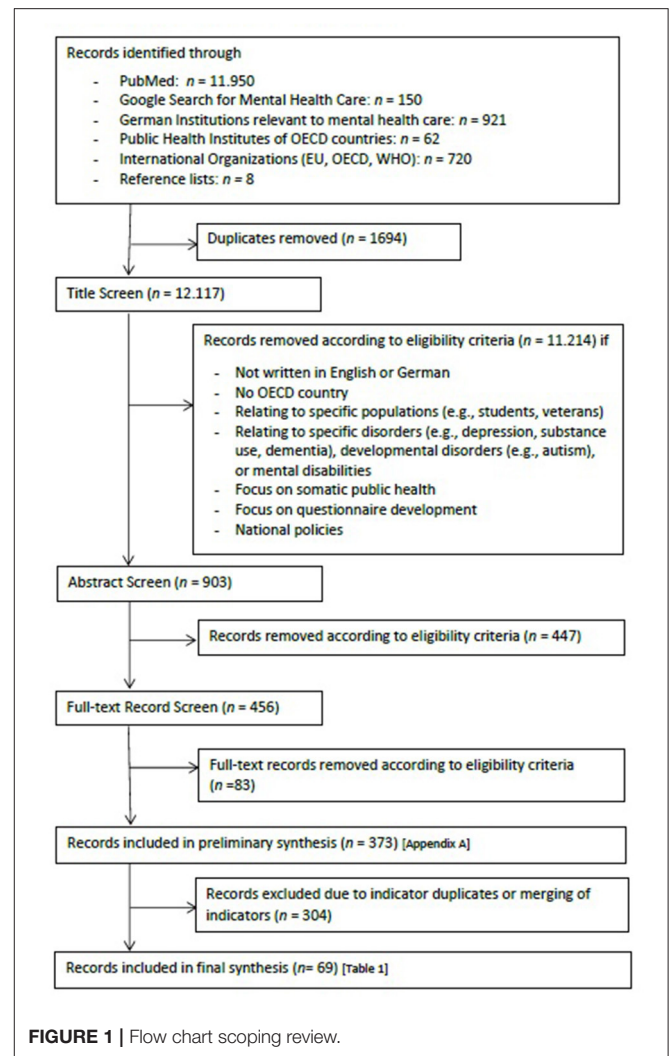 Records identified through
- PubMed: n = 11.950
- Google Search for Mental Health Care: n = 150
- German Institutions relevant to mental health care: n = 921
- Public Health Institutes of OECD countries: n = 62
- International Organizations (EU, OECD, WHO): n = 720
- Reference lists: n = 8
Duplicates removed (n = 1694)
Title Screen (n = 12.117)
Records removed according to eligibility criteria (n = 11.214) if
- Not written in English or German
- No OECD country
- Relating to specific populations (e.g., students, veterans)
- Relating to specific disorders (e.g., depression, substance
use, dementia), developmental disorders (e.g., autism),
or mental disabilities
- Focus on somatic public health
- Focus on questionnaire development
- National policies
Abstract Screen (n = 903)
Records removed according to eligibility criteria (n = 447)
Full-text Record Screen (n = 456)
Full-text records removed according to eligibility criteria
(n =83)
Records included in preliminary synthesis (n = 373) [Appendix A]
Records excluded due to indicator duplicates or merging of
indicators (n = 304)
Records included in final synthesis (n= 69) [Table 1]
FIGURE 1 | Flow chart scoping review.